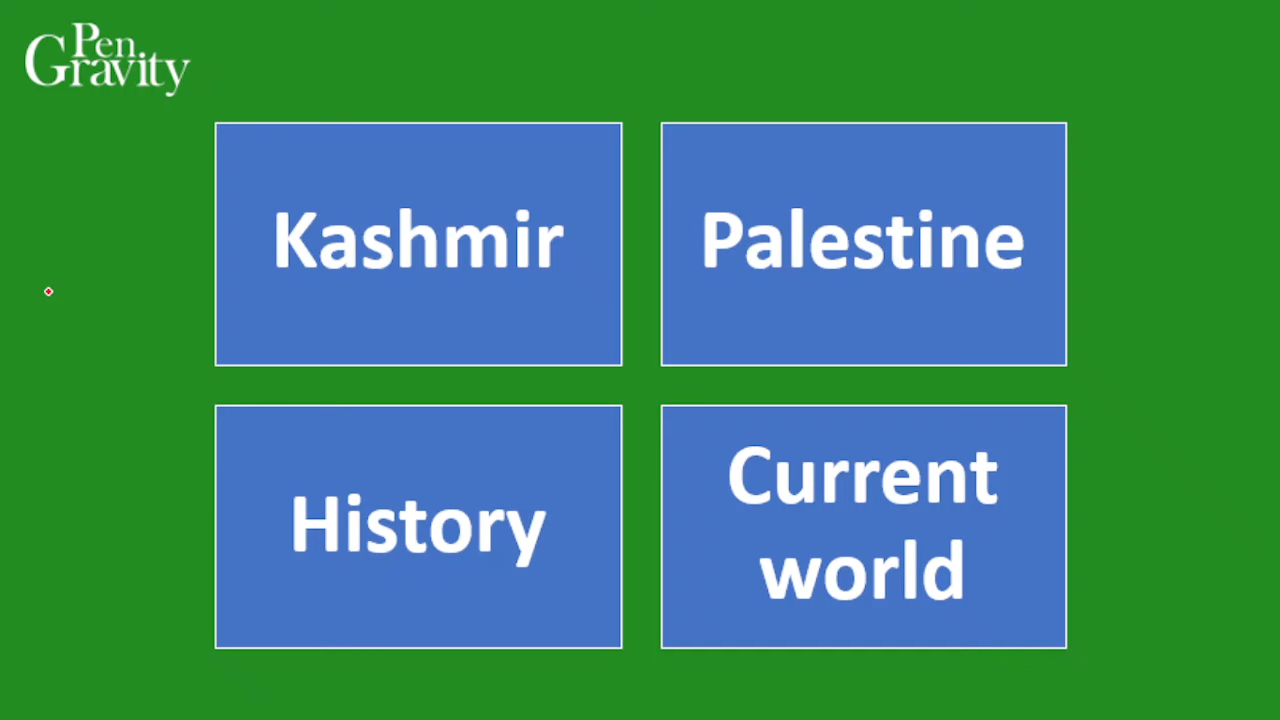 Pen
Gravity
Kashmir
Palestine
History
Current
world